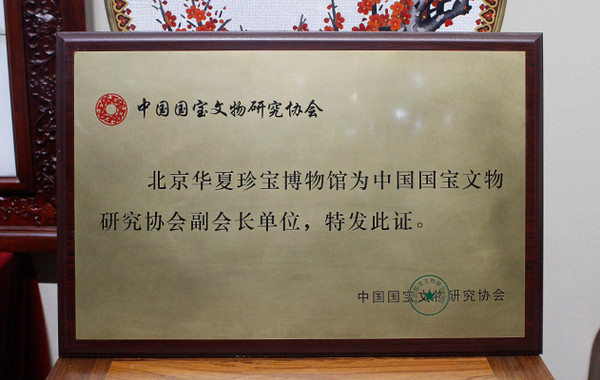 中国国宝文物研究协会
北京华夏珍宝博物馆为中国国宝文物
研究协会副会长单位，特发此证。
中国国宝文物研究协会